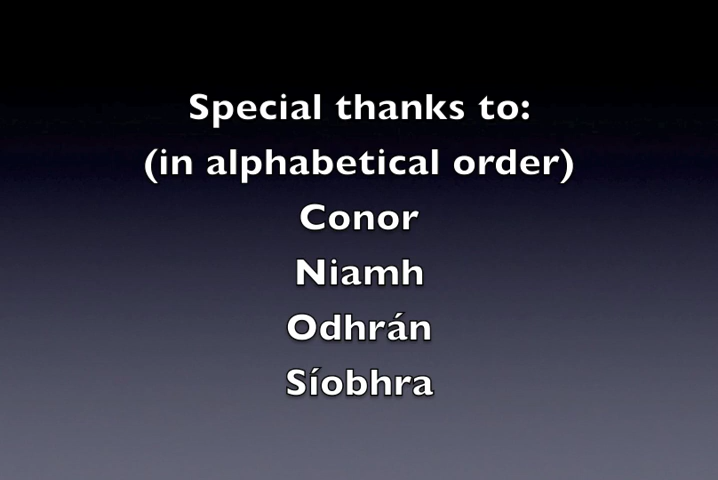 Special thanks to:
(in alphabetical order)
Conor
Niamh
Odhrán
Síobhra